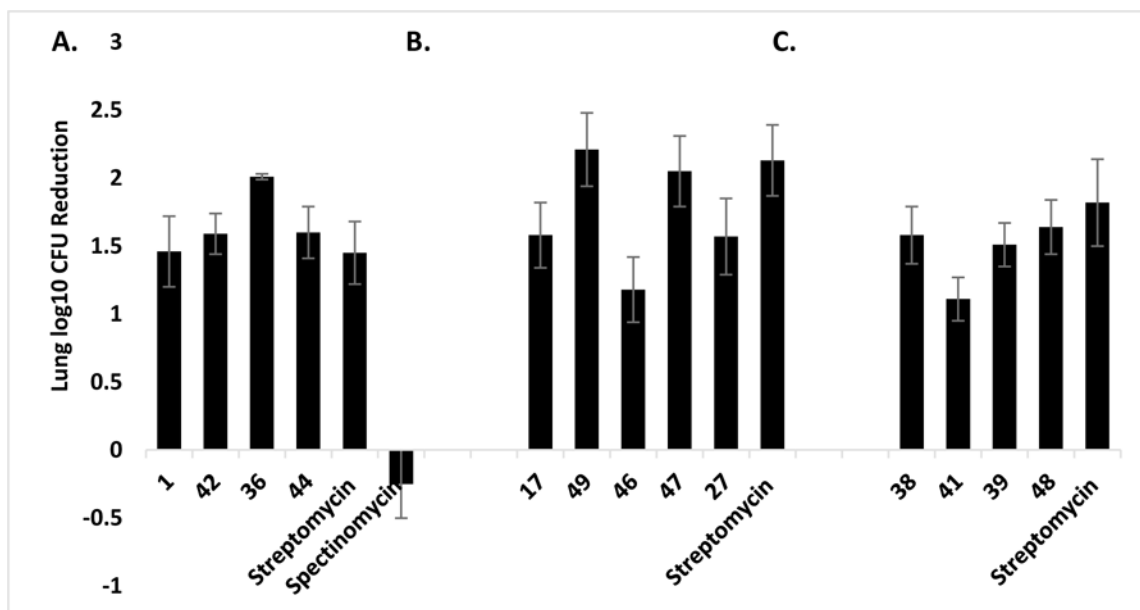 A.
B.
C.
Lung log10 CFU Reduction
3
2.5
2
1.5
1
0.5
0
-0.5
-1
1
42
36
44
Streptomycin
Spectinomycin
17
49
46
47
27
Streptomycin
38
41
39
48
Streptomycin